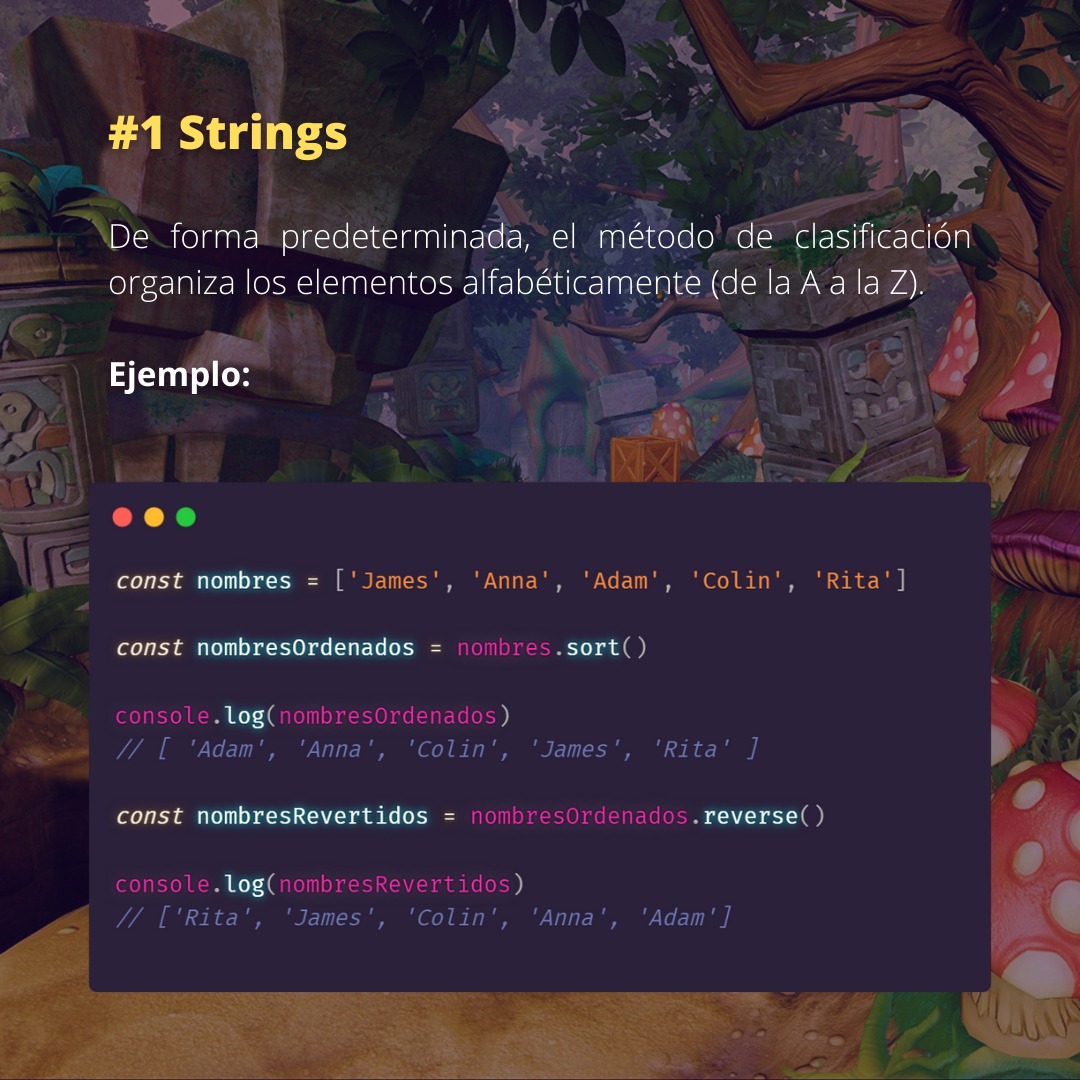 #1 Strings
De forma predeterminada, el método de clasificación
organiza los elementos alfabéticamente (de la A a la Z).
Ejemplo:
const nombres = ['James', 'Anna', 'Adam', 'Colin', 'Rita']
const nombresOrdenados = nombres.sort()
console.log(nombresOrdenados)
// [ 'Adam', 'Anna', 'Colin', 'James', 'Rita' ]
const nombresRevertidos = nombresOrdenados.reverse()
console.log(nombresRevertidos)
// ['Rita', 'James', 'Colin', 'Anna', 'Adam']